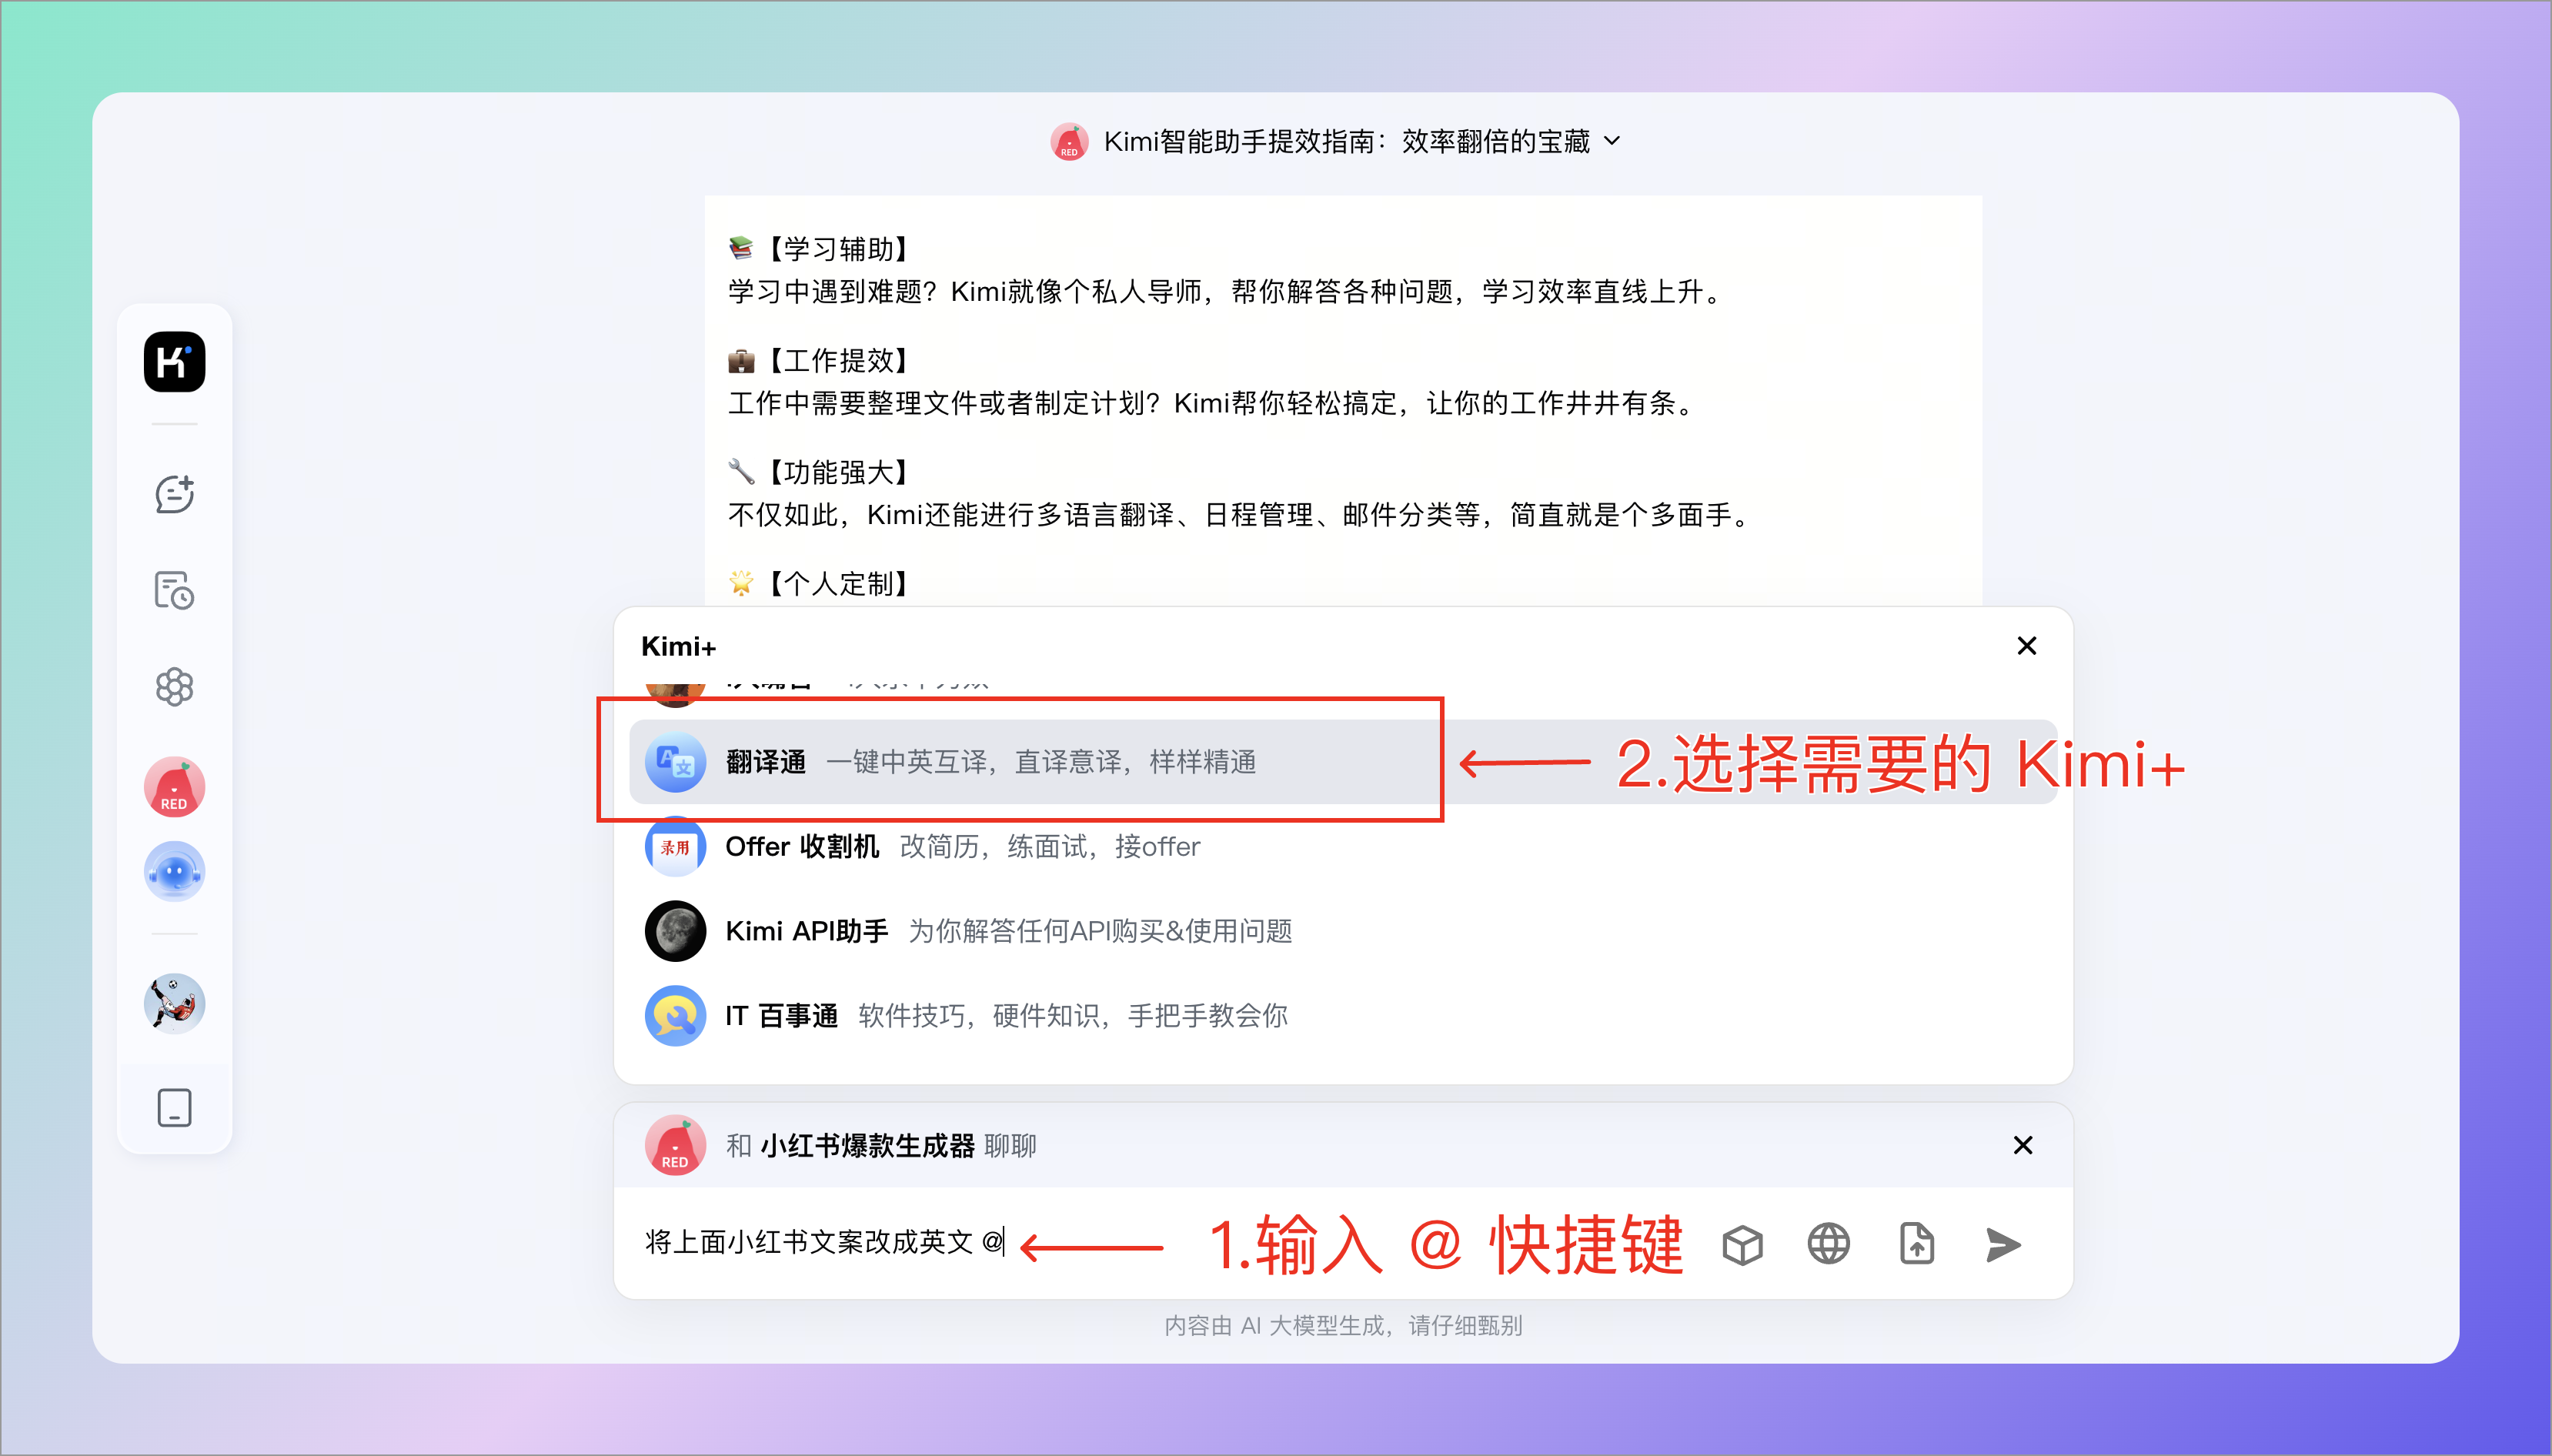 Kimi智能助手提效指南：效率翻倍的宝藏
📚【学习辅助】
学习中遇到难题？Kimi就像个私人导师，帮你解答各种问题，学习效率直线上升。
💼【工作提效】
工作中需要整理文件或者制定计划？Kimi帮你轻松搞定，让你的工作井井有条。
🔧【功能强大】
不仅如此，Kimi还能进行多语言翻译、日程管理、邮件分类等，简直就是个多面手。
🌟【个人定制】
RED
Kimi+
翻译通 一键中英互译，直译意译，样样精通
2.选择需要的 Kimi+
录用
Offer 收割机 改简历，练面试，接offer
Kimi API助手 为你解答任何API购买&使用问题
IT 百事通 软件技巧，硬件知识，手把手教会你
RED
和 小红书爆款生成器 聊聊
将上面小红书文案改成英文 @
1.输入 @ 快捷键
内容由 AI 大模型生成，请仔细甄别